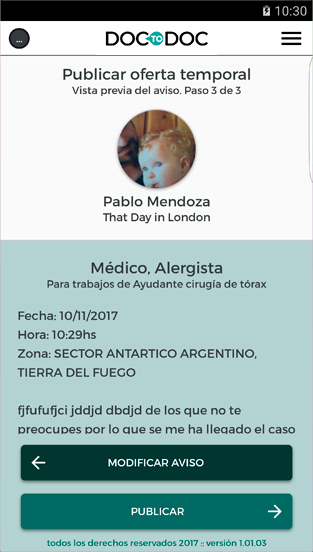 10:30
...
DOC TO DOC
Publicar oferta temporal
Vista previa del aviso. Paso 3 de 3
Pablo Mendoza
That Day in London
Médico, Alergista
Para trabajos de Ayudante cirugía de tórax
Fecha: 10/11/2017
Hora: 10:29hs
Zona: SECTOR ANTARTICO ARGENTINO,
TIERRA DEL FUEGO
fjfufufjci jddjd dbdjd de los que no te
preocupes por lo que se me ha llegado el caso
MODIFICAR AVISO
PUBLICAR
todos los derechos reservados 2017 :: versión 1.01.03